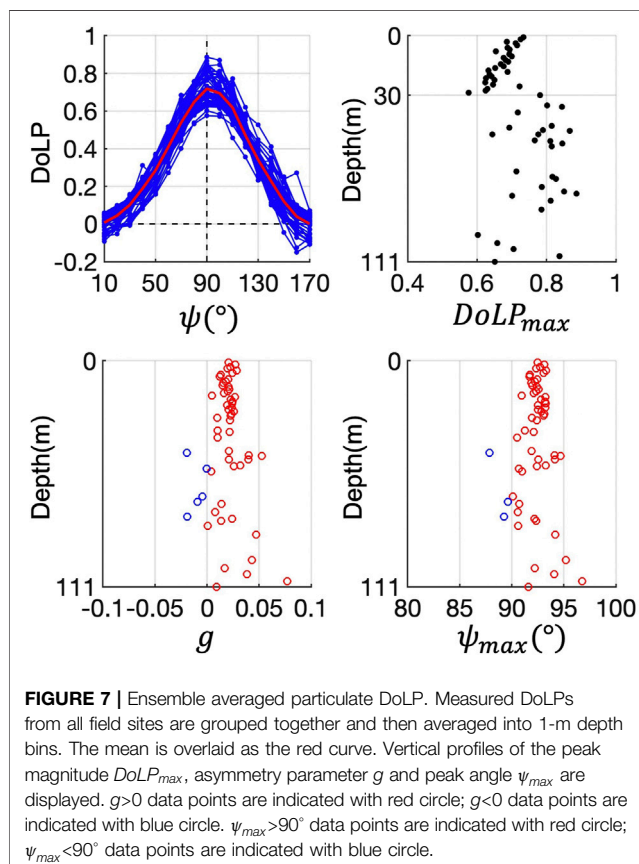 1
0.8
0.6
0.4
0.2
0
-0.2
DoLP
10 50 90 130 170
ψ(°)
0
30
111
Depth(m)
0.4 0.6 0.8 1
DoLP_max
0
111
Depth(m)
-0.1 -0.05 0 0.05 0.1
g
0
111
Depth(m)
80 85 90 95 100
ψ_max(°)
FIGURE 7 | Ensemble averaged particulate DoLP. Measured DoLPs
from all field sites are grouped together and then averaged into 1-m depth
bins. The mean is overlaid as the red curve. Vertical profiles of the peak
magnitude DoLP_max, asymmetry parameter g and peak angle ψ_max are
displayed. g>0 data points are indicated with red circle; g<0 data points are
indicated with blue circle. ψ_max>90° data points are indicated with red circle;
ψ_max<90° data points are indicated with blue circle.